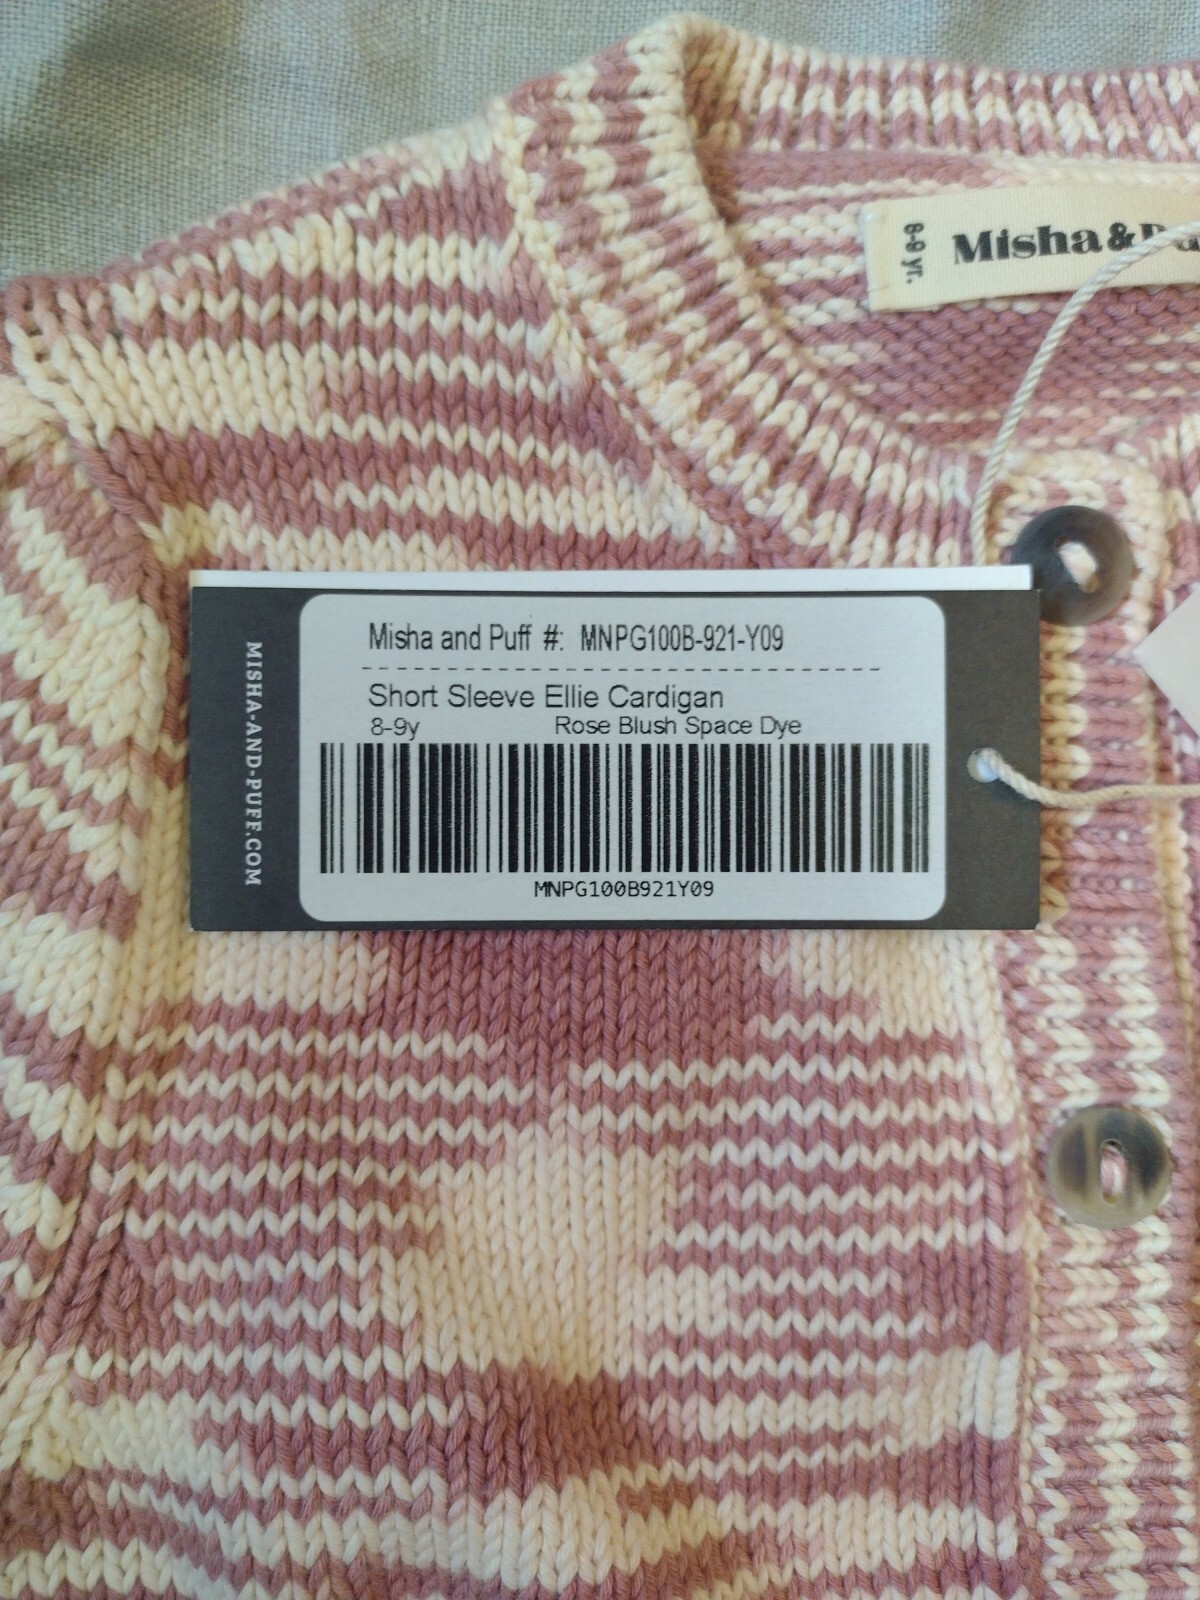 8-9 yr.
Misha&Pu
Misha and Puff #: MNPG100B-921-Y09
Short Sleeve Ellie Cardigan
8-9y Rose Blush Space Dye
MNPG100B921Y09
MISHA-AND-PUFF.COM